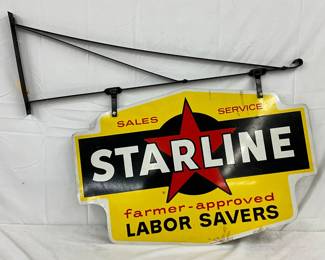 SALES SERVICE
STARLINE
farmer-approved
LABOR SAVERS